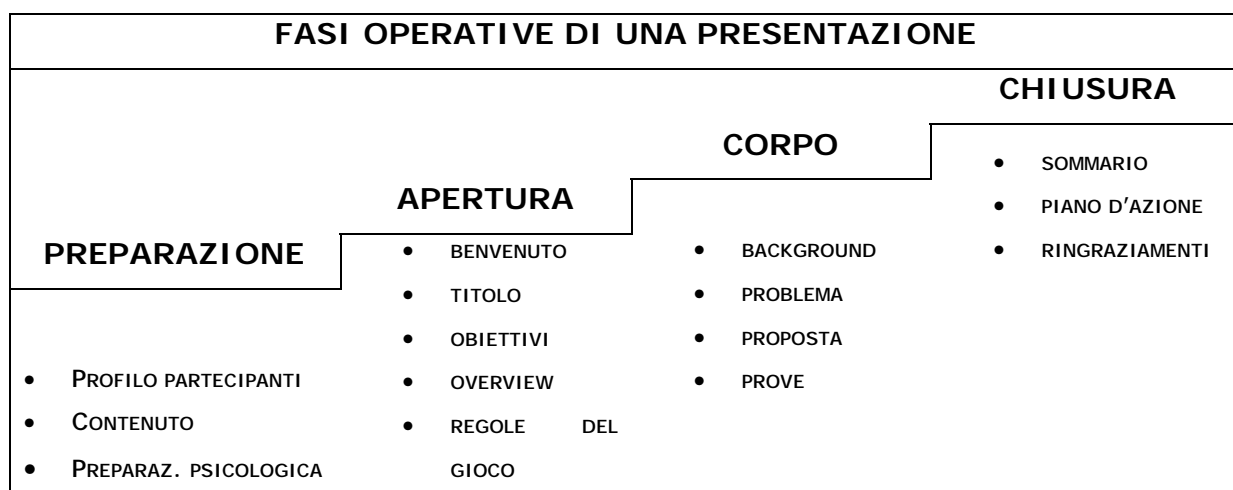 FASI OPERATIVE DI UNA PRESENTAZIONE
PREPARAZIONE
• PROFILO PARTECIPANTI
• CONTENUTO
• PREPARAZ. PSICOLOGICA
APERTURA
• BENVENUTO
• TITOLO
• OBIETTIVI
• OVERVIEW
• REGOLE DEL
GIOCO
CORPO
• BACKGROUND
• PROBLEMA
• PROPOSTA
• PROVE
CHIUSURA
• SOMMARIO
• PIANO D'AZIONE
• RINGRAZIAMENTI